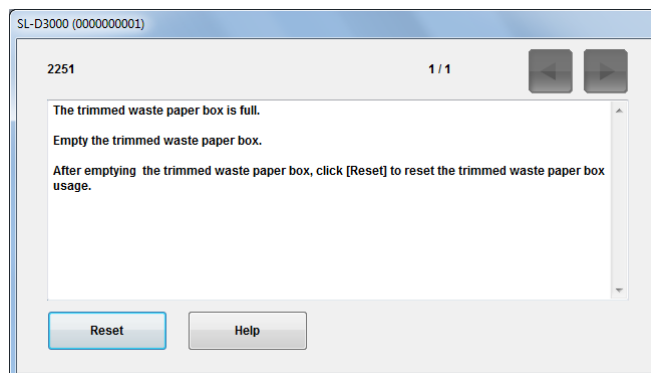 SL-D3000 (0000000001)
2251 1 / 1
The trimmed waste paper box is full.
Empty the trimmed waste paper box.
After emptying  the trimmed waste paper box, click [Reset] to reset the trimmed waste paper box
usage.
Reset Help